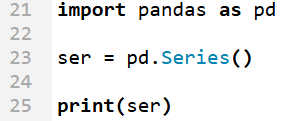 21 import pandas as pd
22
23 ser = pd.Series()
24
25 print(ser)